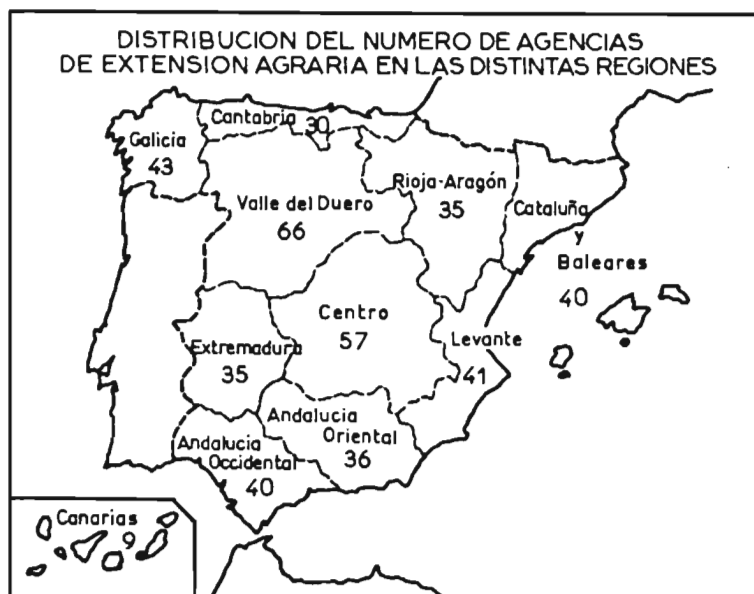 DISTRIBUCION DEL NUMERO DE AGENCIAS
DE EXTENSION AGRARIA EN LAS DISTINTAS REGIONES
Cantabria
30
Galicia
43
Rioja-Aragón
35
Valle del Duero
66
Cataluña
y
Baleares
40
Centro
57
Levante
41
Extremadura
35
Andalucia
Oriental
36
Andalucia
Occidental
40
Canarias
9